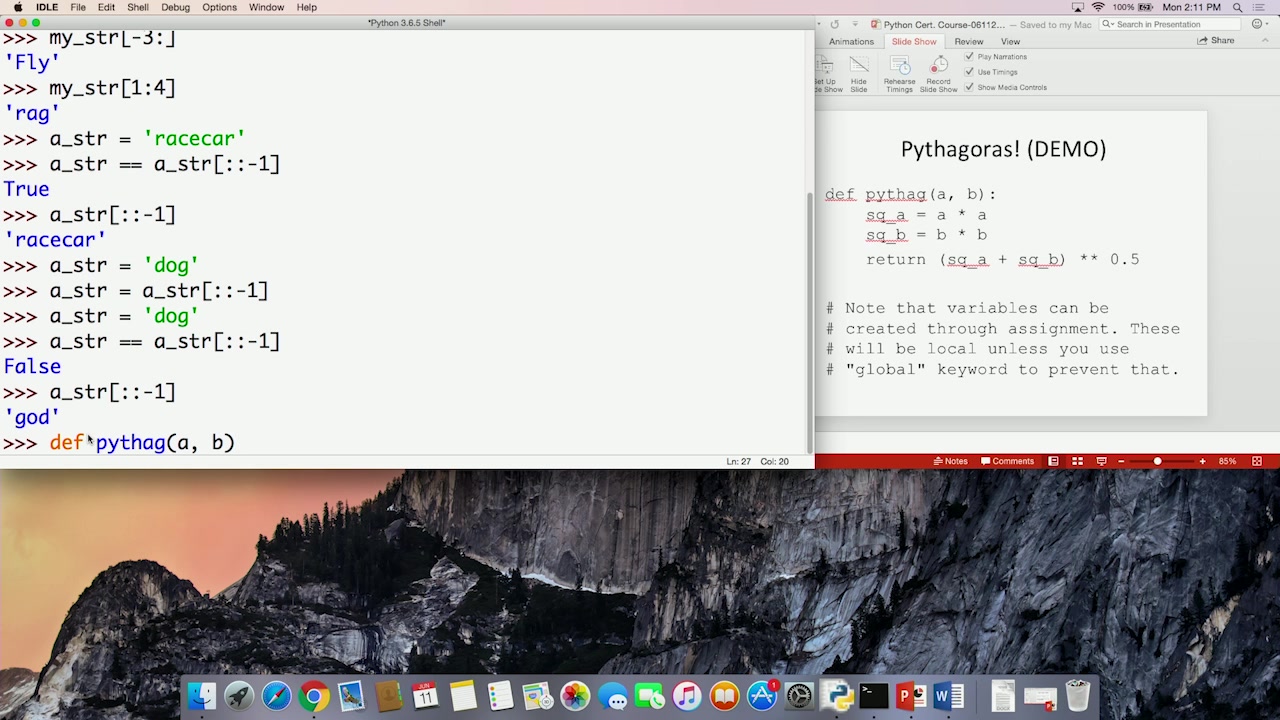 IDLE File Edit Shell Debug Options Window Help 100% Mon 2:11 PM
*Python 3.6.5 Shell*
>>> my_str[-3:]
'Fly'
>>> my_str[1:4]
'rag'
>>> a_str = 'racecar'
>>> a_str == a_str[::-1]
True
>>> a_str[::-1]
'racecar'
>>> a_str = 'dog'
>>> a_str = a_str[::-1]
>>> a_str = 'dog'
>>> a_str == a_str[::-1]
False
>>> a_str[::-1]
'god'
>>> def pythag(a, b)
Ln: 27 Col: 20
Python Cert. Course-06112... — Saved to my Mac
Search in Presentation
Animations Slide Show Review View Share
Set Up
Slide Show
Hide
Slide
Rehearse
Timings
Record
Slide Show
Play Narrations
Use Timings
Show Media Controls
Pythagoras! (DEMO)
def pythag(a, b):
sq_a = a * a
sq_b = b * b
return (sq_a + sq_b) ** 0.5
# Note that variables can be
# created through assignment. These
# will be local unless you use
# "global" keyword to prevent that.
Notes Comments 85%
JUN
11
1